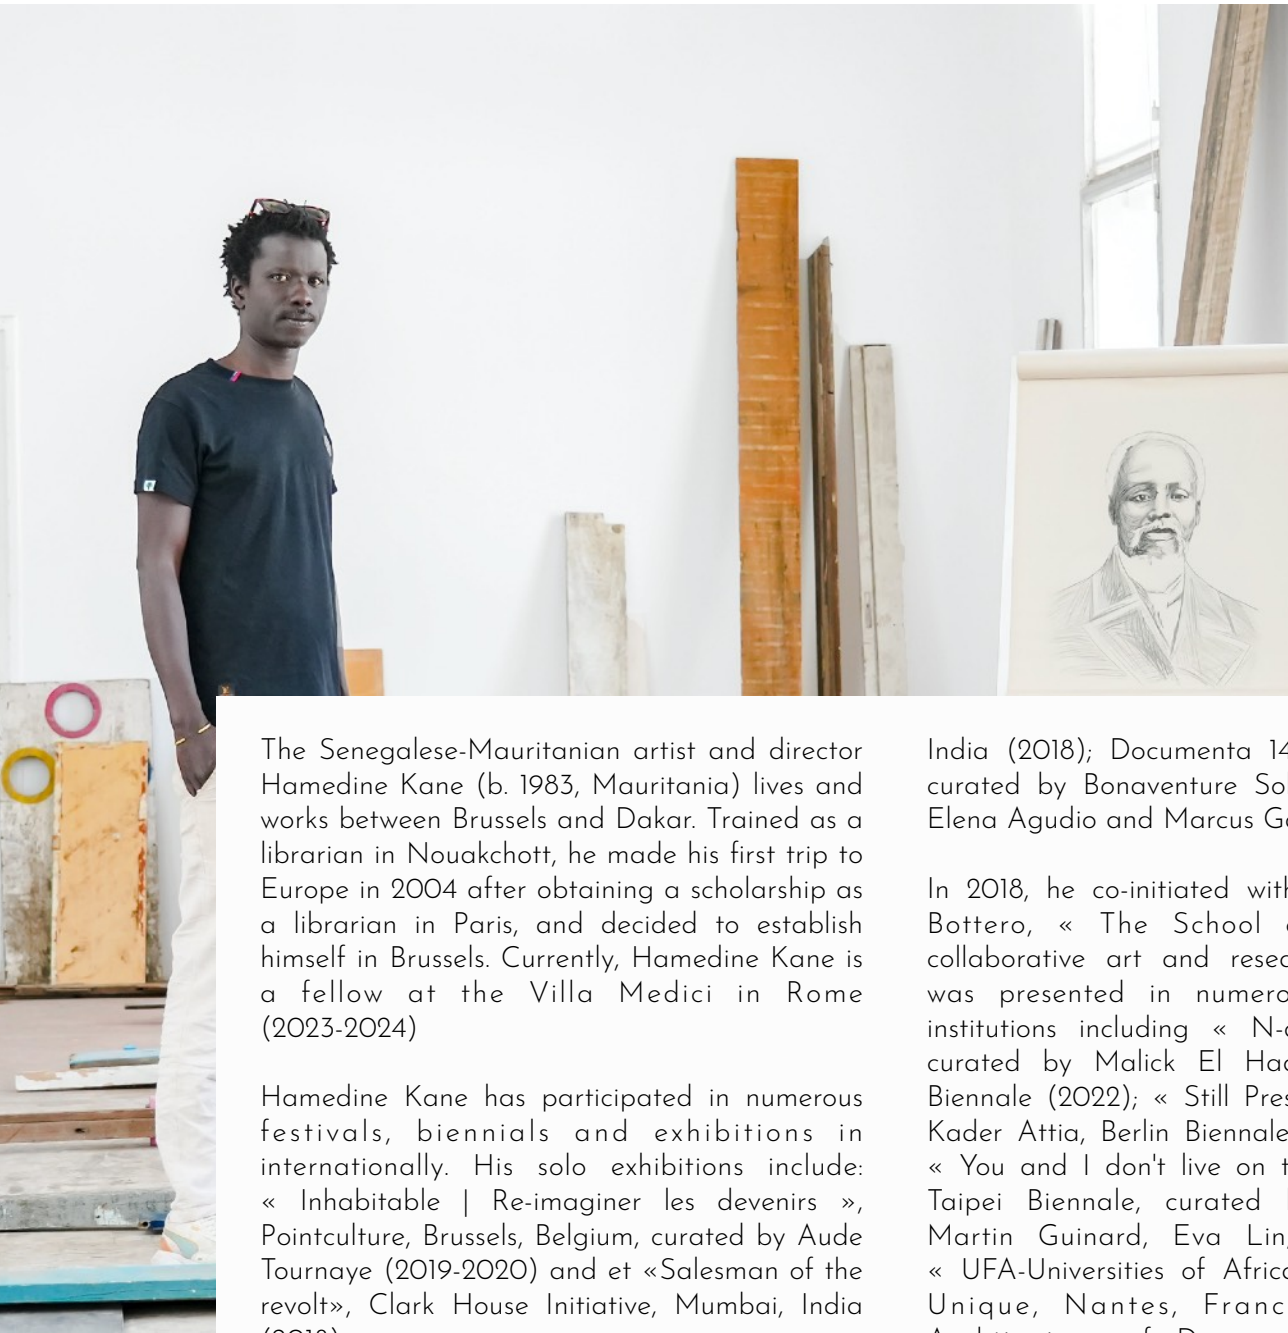 The Senegalese-Mauritanian artist and director
Hamedine Kane (b. 1983, Mauritania) lives and
works between Brussels and Dakar. Trained as a
librarian in Nouakchott, he made his first trip to
Europe in 2004 after obtaining a scholarship as
a librarian in Paris, and decided to establish
himself in Brussels. Currently, Hamedine Kane is
a fellow at the Villa Medici in Rome
(2023-2024)
Hamedine Kane has participated in numerous
festivals, biennials and exhibitions in
internationally. His solo exhibitions include:
« Inhabitable | Re-imaginer les devenirs »,
Pointculture, Brussels, Belgium, curated by Aude
Tournaye (2019-2020) and et «Salesman of the
revolt», Clark House Initiative, Mumbai, India
India (2018); Documenta 14
curated by Bonaventure
Elena Agudio and Marcus
In 2018, he co-initiated
Bottero, « The School
collaborative art and
was presented in
institutions including «
curated by Malick El
Biennale (2022); « Still
Kader Attia, Berlin Biennale
« You and I don't live on
Taipei Biennale, curated
Martin Guinard, Eva
« UFA-Universities of
Unique, Nantes,